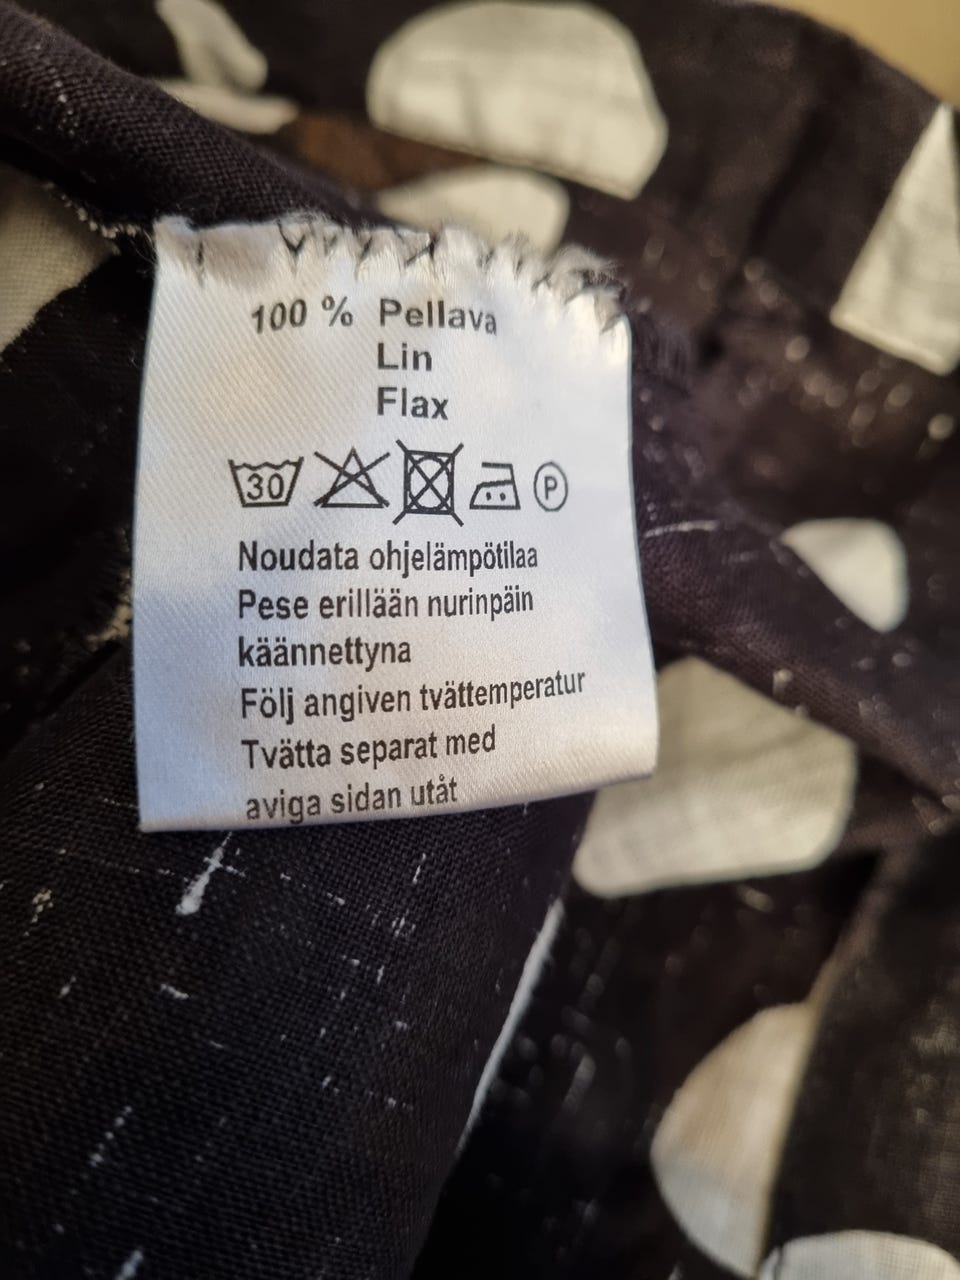 100 % Pellava
Lin
Flax
30 P
Noudata ohjelämpötilaa
Pese erillään nurinpäin
käännettyna
Följ angiven tvättemperatur
Tvätta separat med
aviga sidan utåt